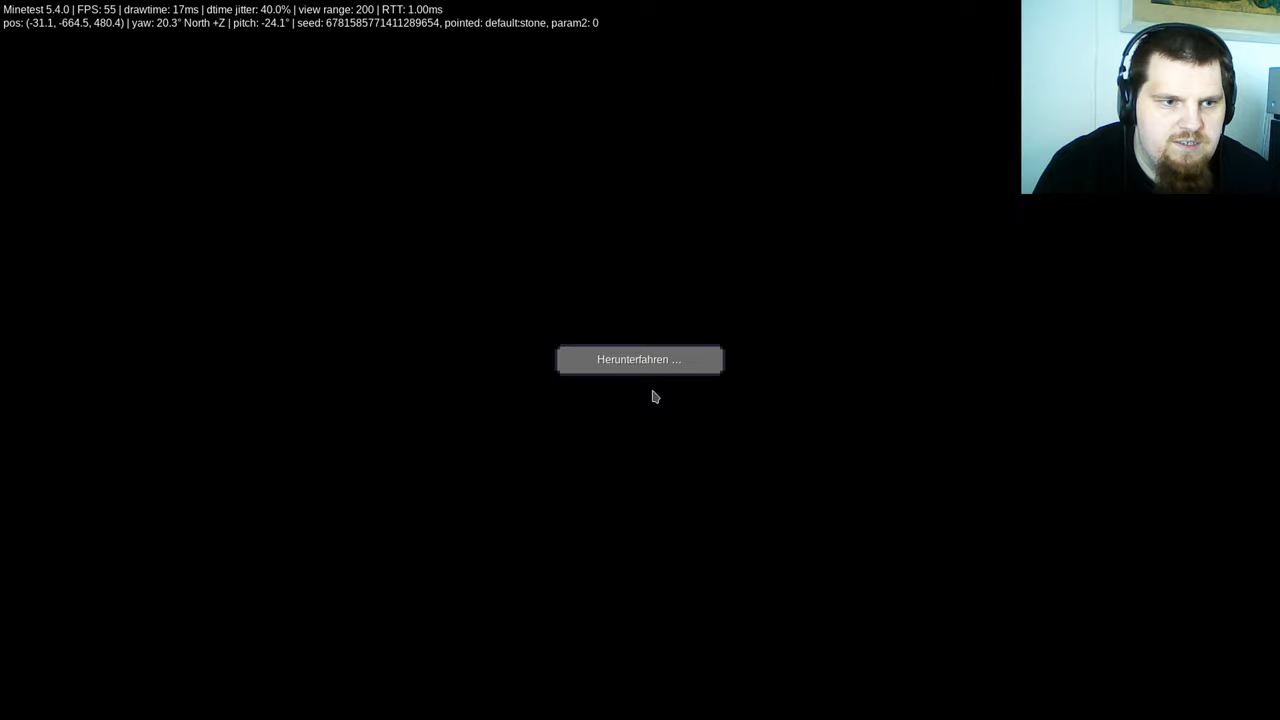 Minetest 5.4.0 | FPS: 55 | drawtime: 17ms | dtime jitter: 40.0% | view range: 200 | RTT: 1.00ms
pos: (-31.1, -664.5, 480.4) | yaw: 20.3° North +Z | pitch: -24.1° | seed: 6781585771411289654, pointed: default:stone, param2: 0
Herunterfahren …